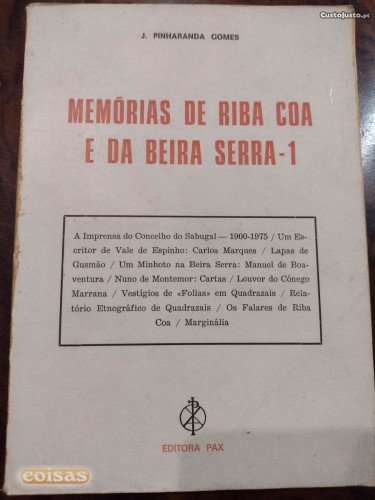 CustoJusto.pt
J. PINHARANDA GOMES
MEMÓRIAS DE RIBA COA
E DA BEIRA SERRA-1
A Imprensa do Concelho do Sabugal — 1900-1975 / Um Es-
critor de Vale de Espinho: Carlos Marques / Lapas de
Gusmão / Um Minhoto na Beira Serra: Manuel de Boa-
ventura / Nuno de Montemor: Cartas / Louvor do Cónego
Marrana / Vestígios de «Folias» em Quadrazais / Rela-
tório Etnográfico de Quadrazais / Os Falares de Riba
Coa / Marginália
EDITORA PAX
coisas